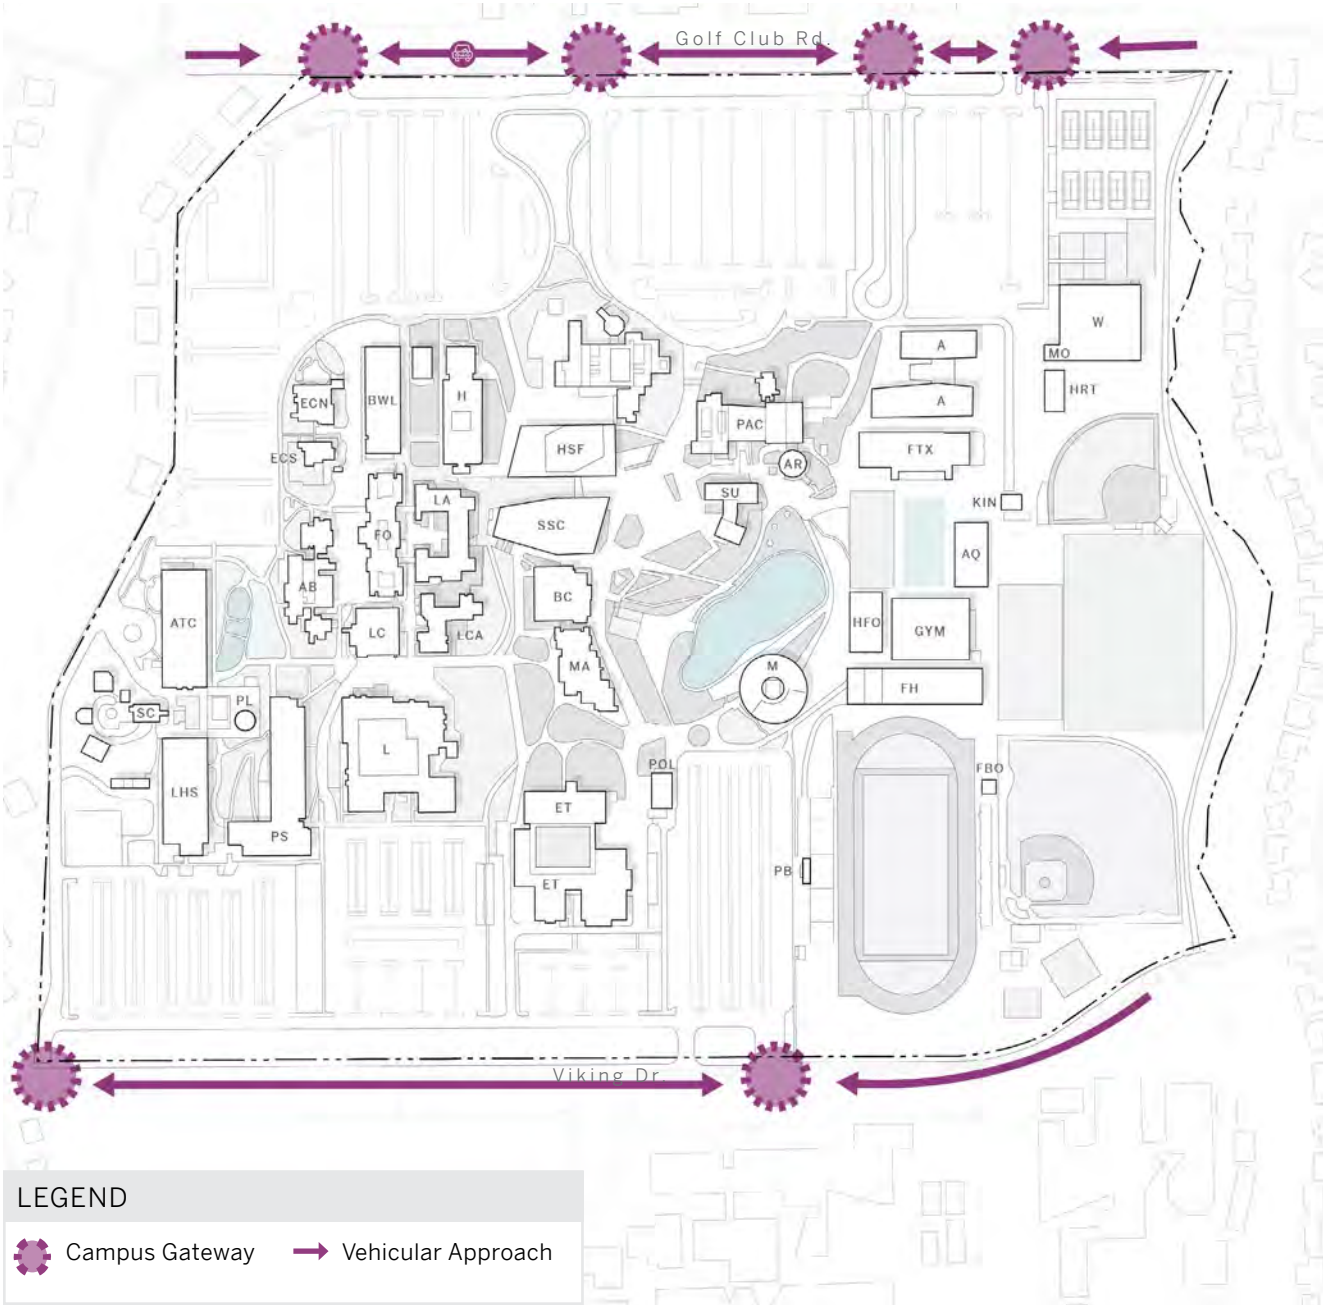 Golf Club Rd.
W
A
MO
HRT
A
ECN
BWL
H
PAC
HSF
FTX
ECS
AR
LA
SU
KIN
SSC
FO
AQ
AB
BC
ATC
LC
ECA
HFO
GYM
MA
M
FH
PL
SC
L
POL
FBO
LHS
ET
PS
PB
ET
Viking Dr.
LEGEND
Campus Gateway
Vehicular Approach